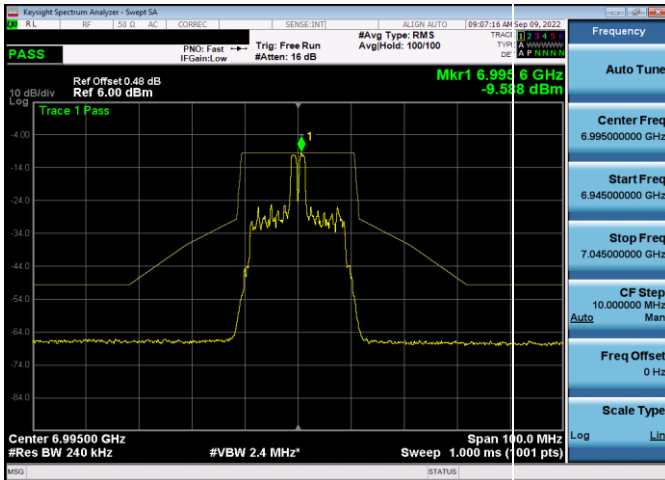 Keysight Spectrum Analyzer - Swept SA
RL RF 50 Ω AC CORREC SENSE:INT ALIGN AUTO 09:07:16 AM Sep 09, 2022
PASS
PNO: Fast
IFGain:Low
Trig: Free Run
#Atten: 16 dB
#Avg Type: RMS
Avg|Hold: 100/100
TRAC 1 2 3 4 5 6
TYP A
DE A P N N N N
Ref Offset 0.48 dB
10 dB/div Ref 6.00 dBm
Mkr1 6.995 6 GHz
-9.588 dBm
Log
Trace 1 Pass
1
-4.00
-14.0
-24.0
-34.0
-44.0
-54.0
-64.0
-74.0
-84.0
Center 6.99500 GHz
#Res BW 240 kHz
#VBW 2.4 MHz*
Span 100.0 MHz
Sweep 1.000 ms (1001 pts)
MSG STATUS
Frequency
Auto Tune
Center Freq
6.995000000 GHz
Start Freq
6.945000000 GHz
Stop Freq
7.045000000 GHz
CF Step
10.000000 MHz
Auto Man
Freq Offset
0 Hz
Scale Type
Log Lin